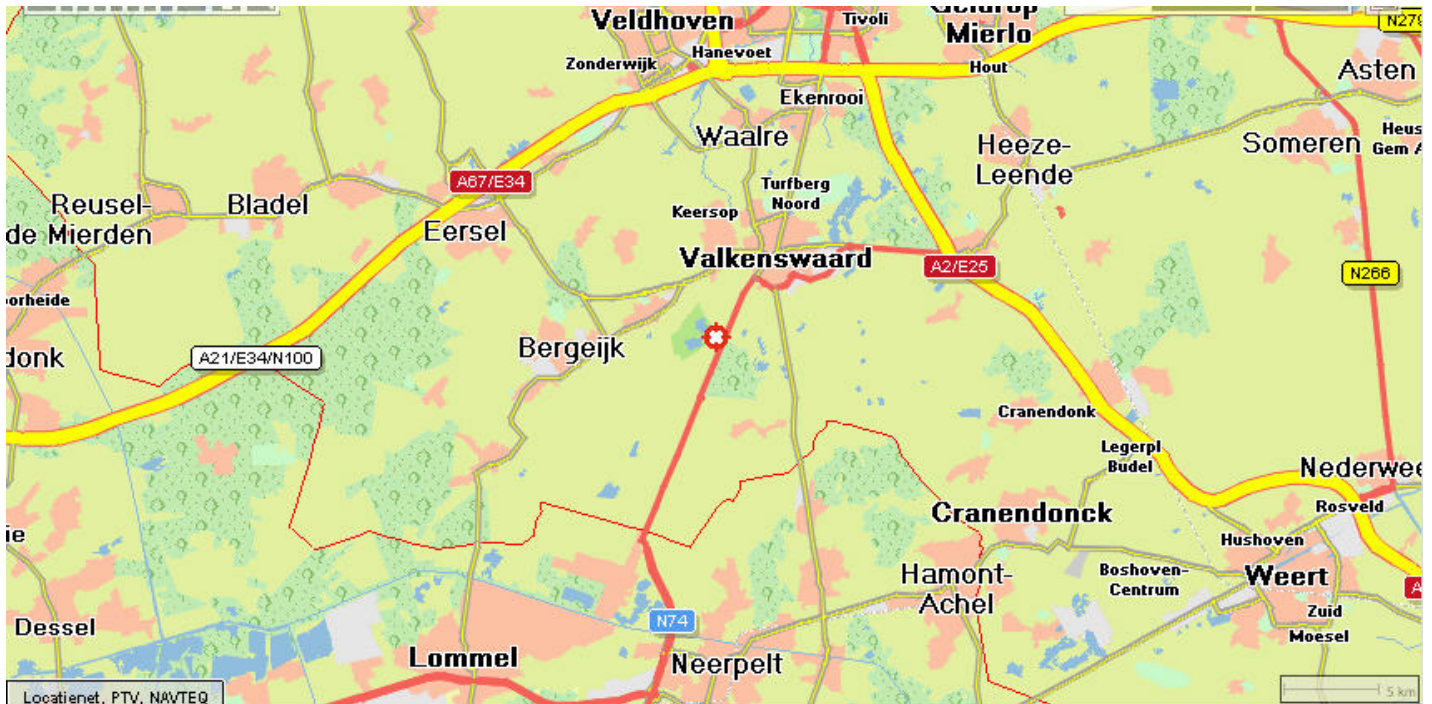 Veldhoven
Tivoli
Geldrop
Mierlo
N279
Hanevoet
Zonderwijk
Hout
Asten
Ekenrooi
Waalre
Heeze-
Leende
Someren
Heus
Gem A
A67/E34
Turfberg
Noord
Reusel-
de Mierden
Bladel
Keersop
Eersel
Valkenswaard
A2/E25
N266
orheide
donk
A21/E34/N100
Bergeijk
Cranendonk
Legerpl
Budel
Nederwee
Cranendonck
Rosveld
ie
Hushoven
Hamont-
Achel
Boshoven-
Centrum
Weert
A
Zuid
Dessel
N74
Moesel
Lommel
Neerpelt
Locatienet, PTV, NAVTEQ
5 km